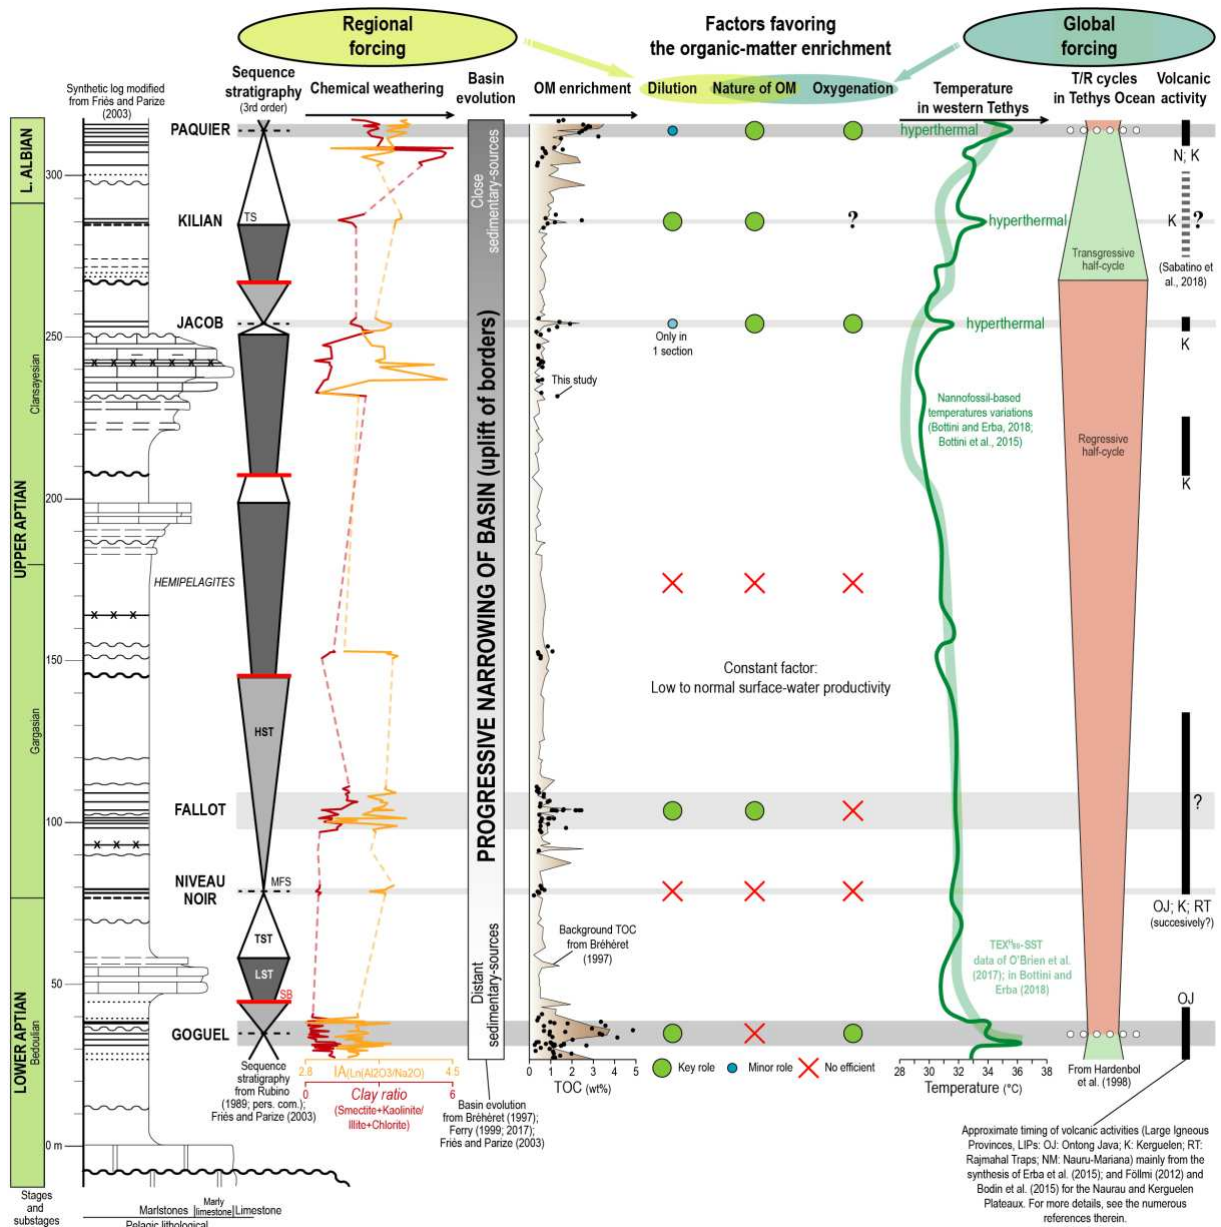 Regional
forcing
Factors favoring
the organic-matter enrichment
Global
forcing
Synthetic log modified
from Friès and Parize
(2003)
Sequence
stratigraphy
(3rd order)
Chemical weathering
Basin
evolution
OM enrichment
Dilution
Nature of OM
Oxygenation
Temperature
in western Tethys
T/R cycles
in Tethys Ocean
Volcanic
activity
L. ALBIAN
UPPER APTIAN
LOWER APTIAN
Clansayesian
Gargasian
Bedoulian
300
250
200
150
100
50
0 m
PAQUIER
KILIAN
JACOB
HEMIPELAGITES
FALLOT
NIVEAU
NOIR
GOGUEL
X X X X X X X
X X X
X X X
TS
HST
MFS
TST
LST
SB
Close
sedimentary-sources
PROGRESSIVE NARROWING OF BASIN (uplift of borders)
Distant
sedimentary-sources
This study
Background TOC
from Bréhéret
(1997)
?
Only in
1 section
Constant factor:
Low to normal surface-water productivity
hyperthermal
hyperthermal
hyperthermal
Nannofossil-based
temperatures variations
(Bottini and Erba, 2018;
Bottini et al., 2015)
TEXH86-SST
data of O'Brien et al.
(2017); in Bottini and
Erba (2018)
Transgressive
half-cycle
Regressive
half-cycle
N; K
K
?
(Sabatino et
al., 2018)
K
K
?
OJ; K; RT
(succesively?)
OJ
Sequence
stratigraphy
from Rubino
(1989; pers. com.);
Friès and Parize (2003)
2.8
IA(Ln(Al2O3/Na2O)
4.5
0
Clay ratio
6
(Smectite+Kaolinite/
Illite+Chlorite)
Basin evolution
from Bréhéret (1997);
Ferry (1999; 2017);
Friès and Parize (2003)
0 1 2 3 4 5
TOC (wt%)
Key role
Minor role
No efficient
28 30 32 34 36 38
Temperature (°C)
From Hardenbol
et al. (1998)
Approximate timing of volcanic activities (Large Igneous
Provinces, LIPs: OJ: Ontong Java; K: Kerguelen; RT:
Rajmahal Traps; NM: Nauru-Mariana) mainly from the
synthesis of Erba et al. (2015); and Föllmi (2012) and
Bodin et al. (2015) for the Naurau and Kerguelen
Plateaux. For more details, see the numerous
references therein.
Stages
and
substages
Marlstones
Marly
limestone
Limestone
Pelagic lithological